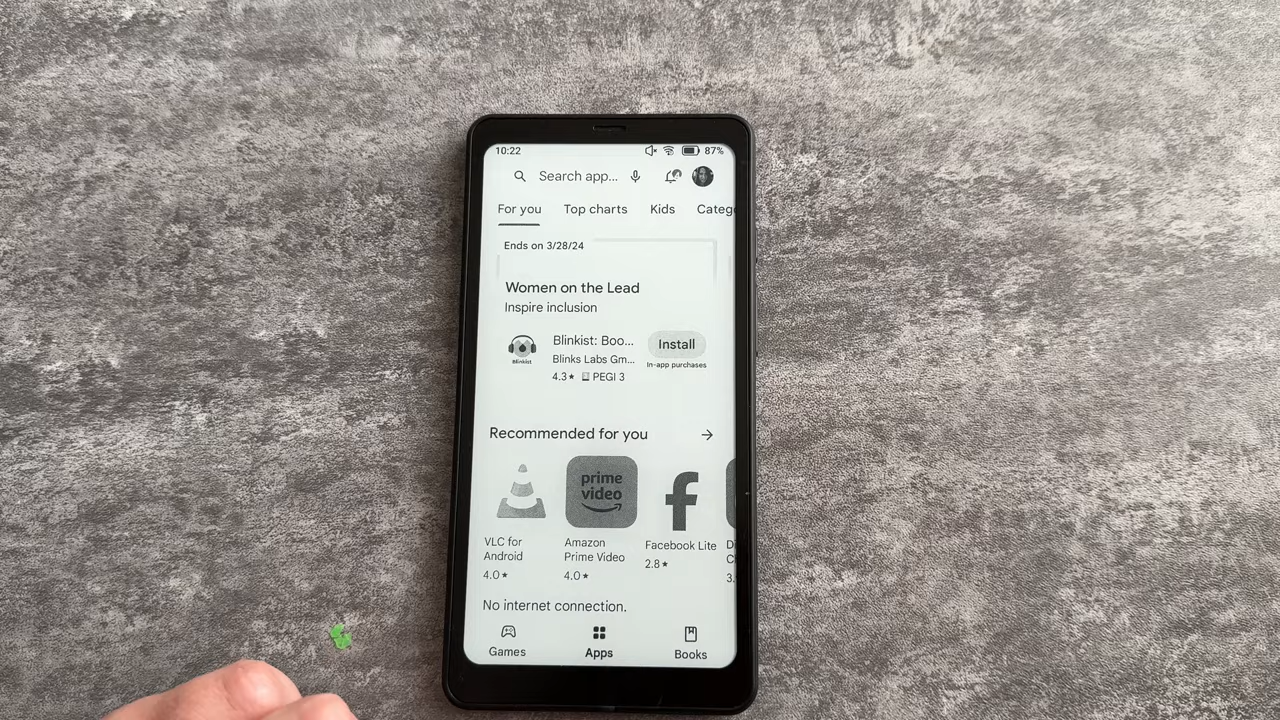 10:22
87%
Search app...
For you
Top charts
Kids
Catego
Ends on 3/28/24
Women on the Lead
Inspire inclusion
Blinkist
Blinkist: Boo...
Blinks Labs Gm...
4.3★
PEGI 3
Install
In-app purchases
Recommended for you
prime
video
VLC for
Android
4.0★
Amazon
Prime Video
4.0★
Facebook Lite
2.8★
D
C
3.
No internet connection.
Games
Apps
Books